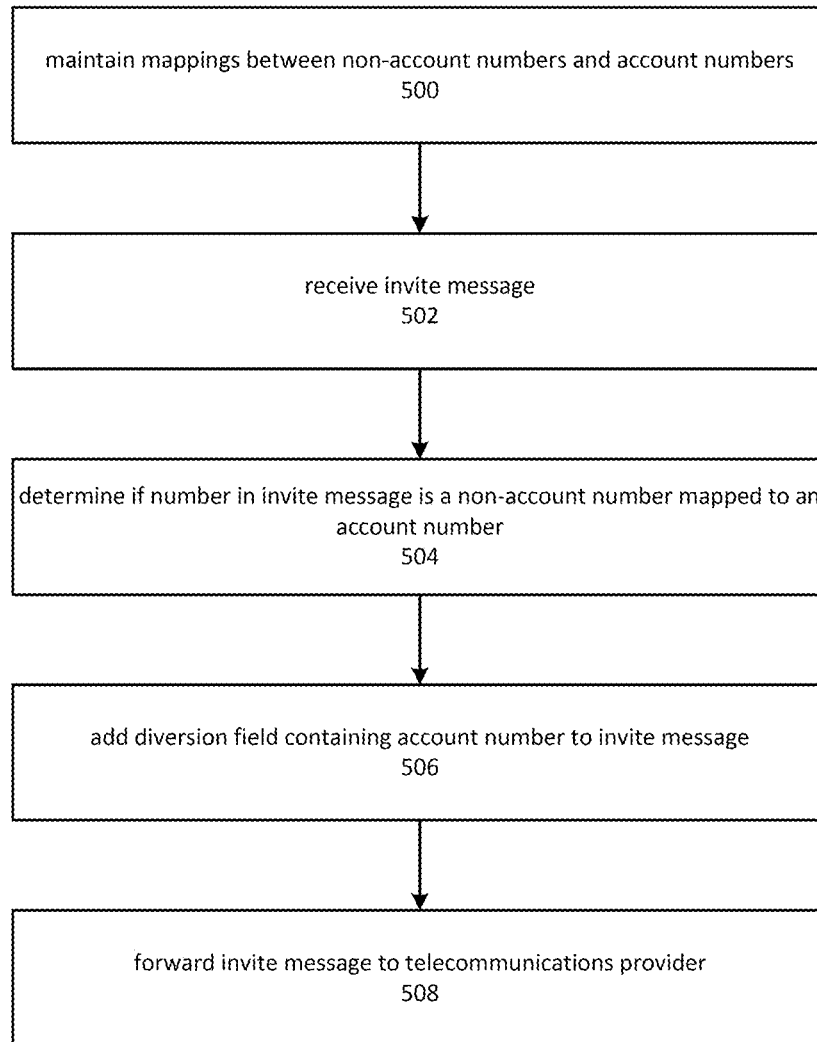 maintain mappings between non-account numbers and account numbers
500
receive invite message
502
determine if number in invite message is a non-account number mapped to an
account number
504
add diversion field containing account number to invite message
506
forward invite message to telecommunications provider
508